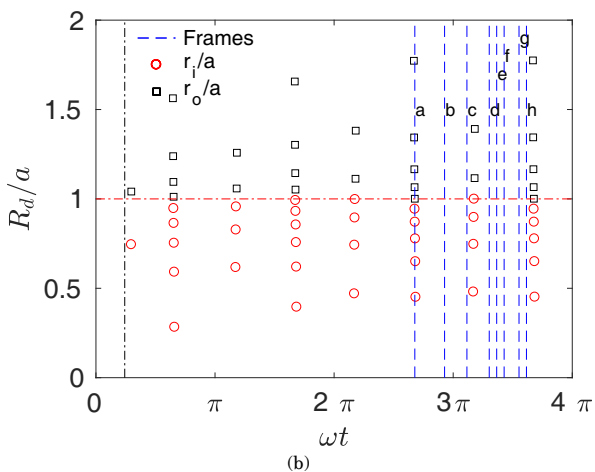 2
1.5
1
0.5
0
R_d/a
Frames
r_i/a
r_o/a
a
b
c
d
e
f
g
h
0
π
2 π
3π
4 π
ωt
(b)